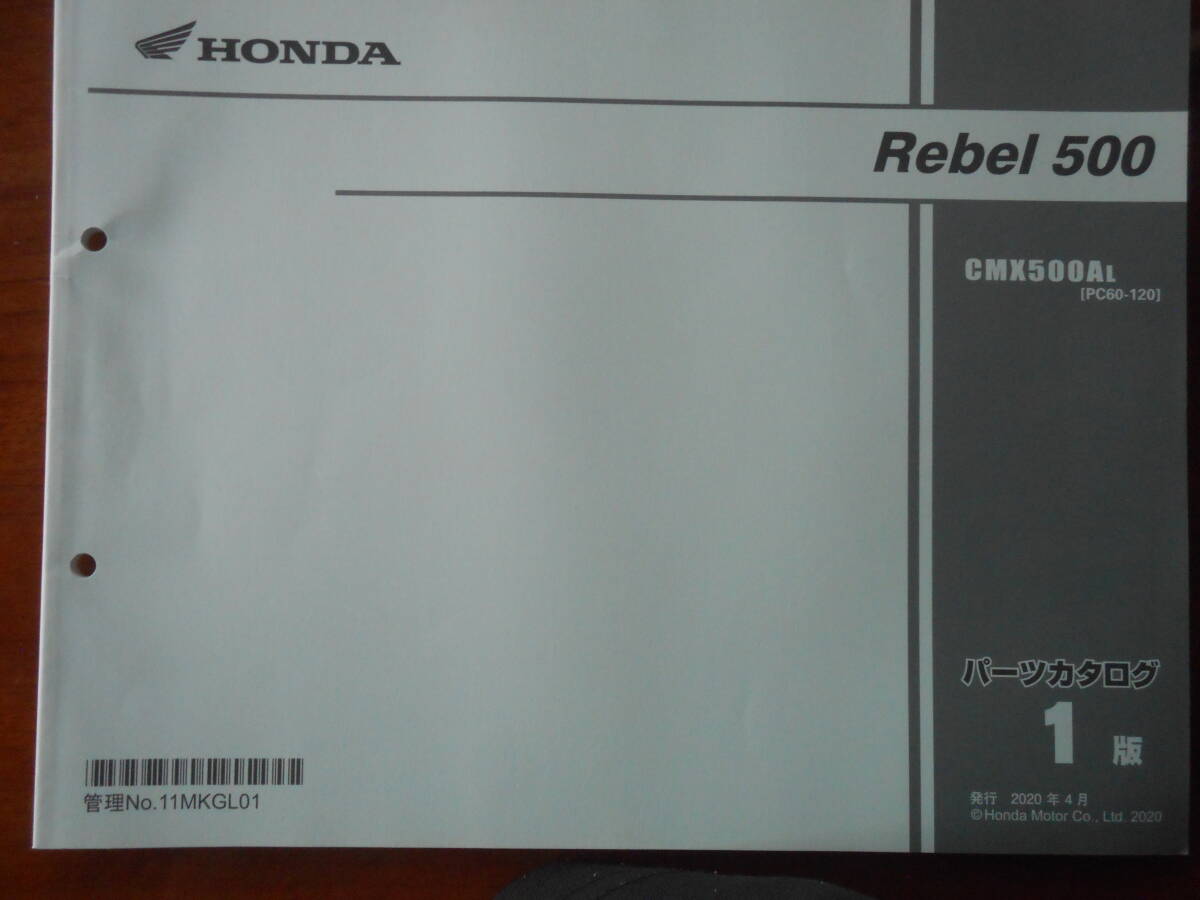 HONDA
Rebel 500
CMX500AL
[PC60-120]
パーツカタログ
1 版
管理No.11MKGL01
発行 2020 年 4 月
©Honda Motor Co., Ltd. 2020